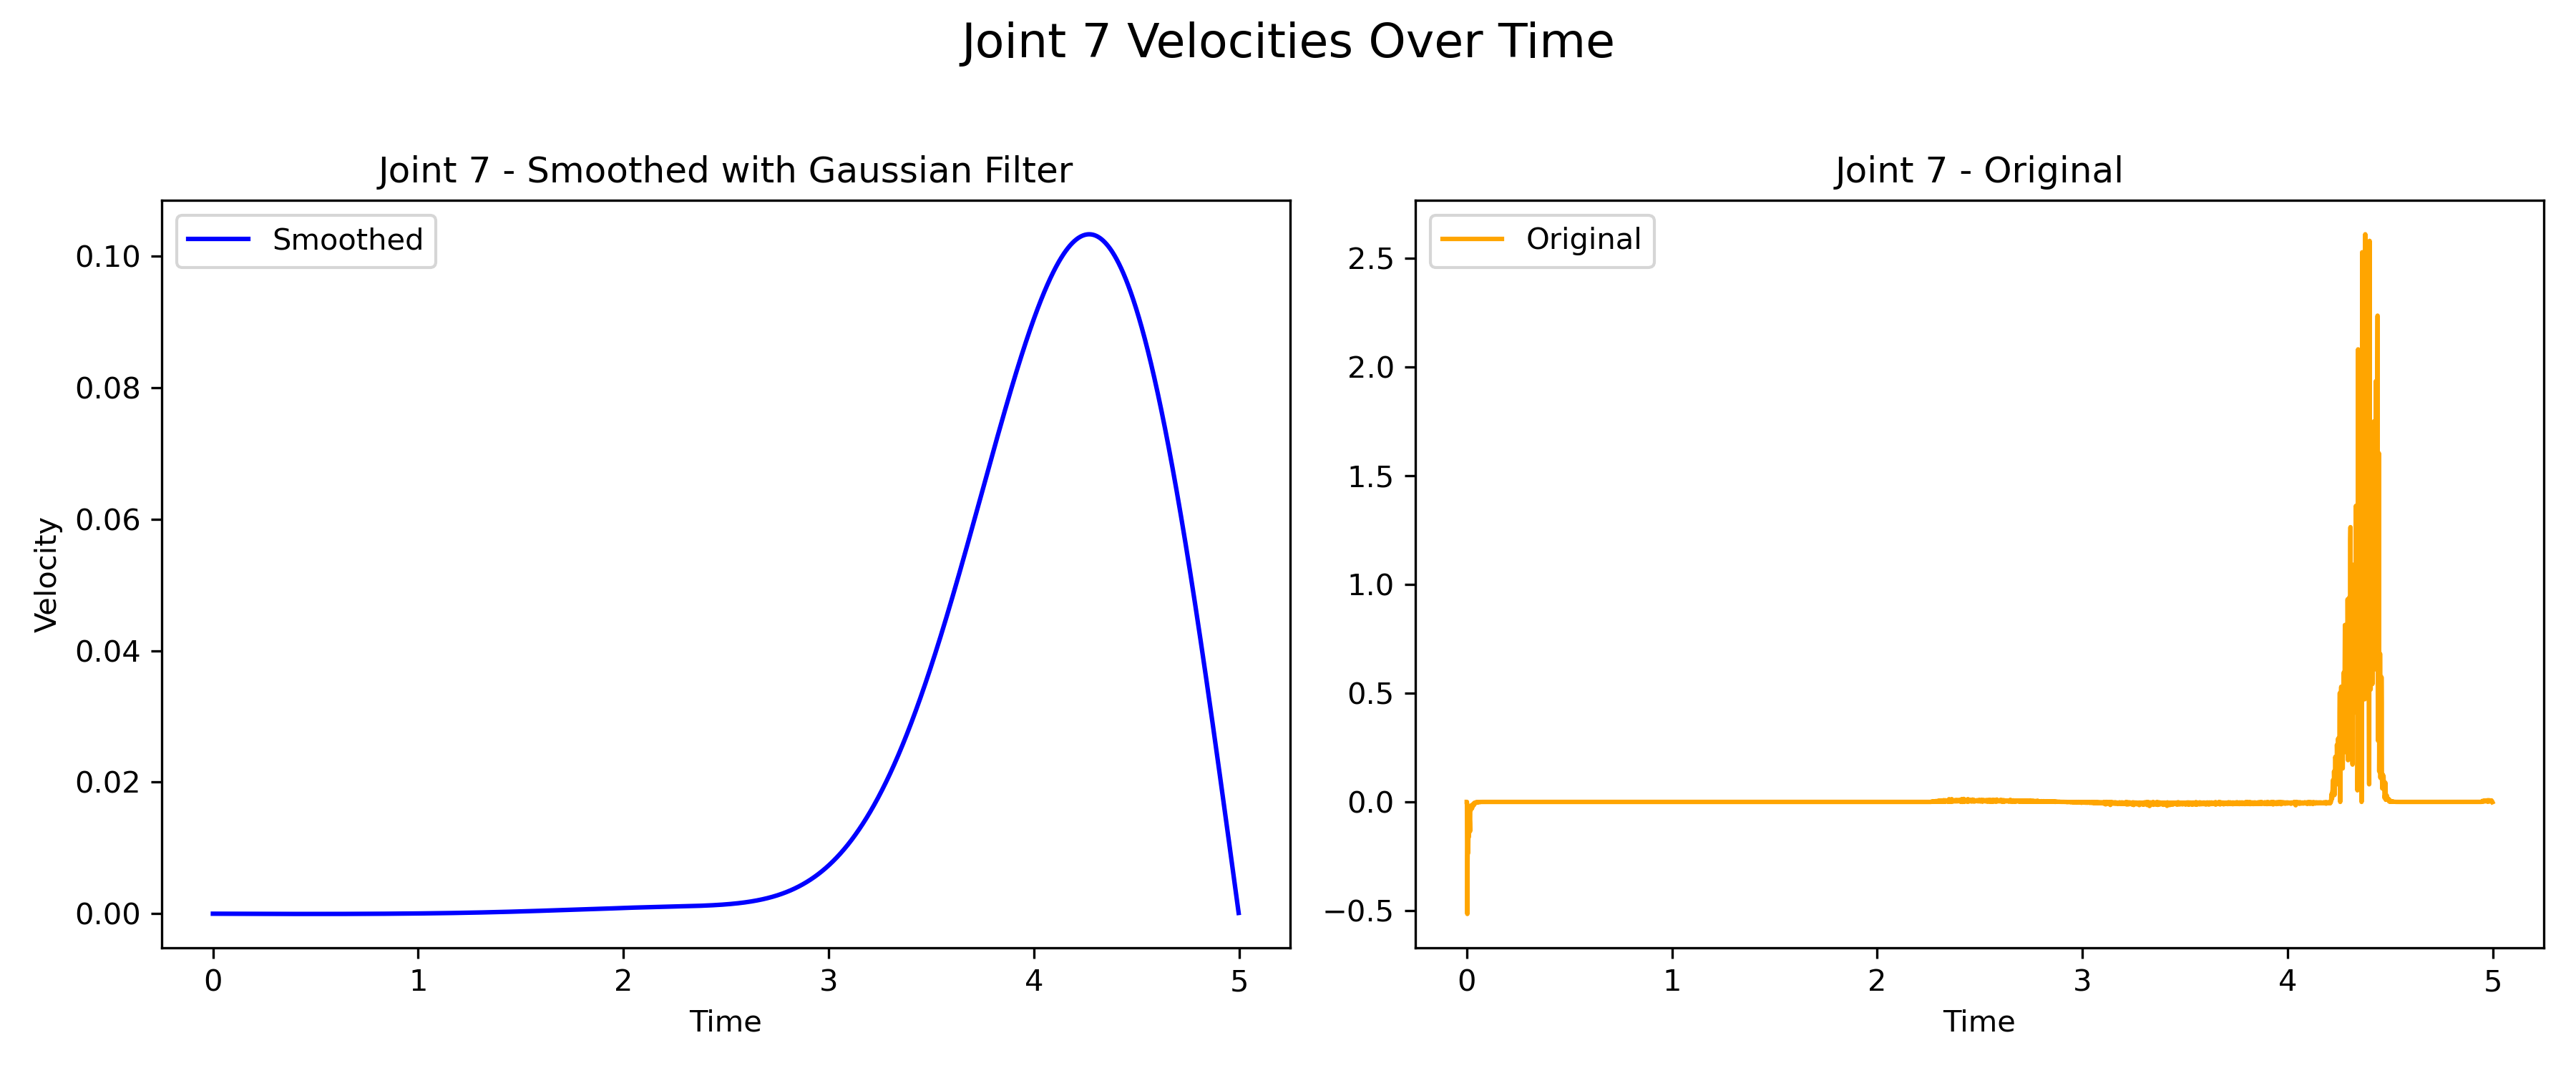 Joint 7 Velocities Over Time
Joint 7 - Smoothed with Gaussian Filter
Smoothed
0.10
0.08
0.06
0.04
0.02
0.00
Velocity
0 1 2 3 4 5
Time
Joint 7 - Original
Original
2.5
2.0
1.5
1.0
0.5
0.0
−0.5
0 1 2 3 4 5
Time